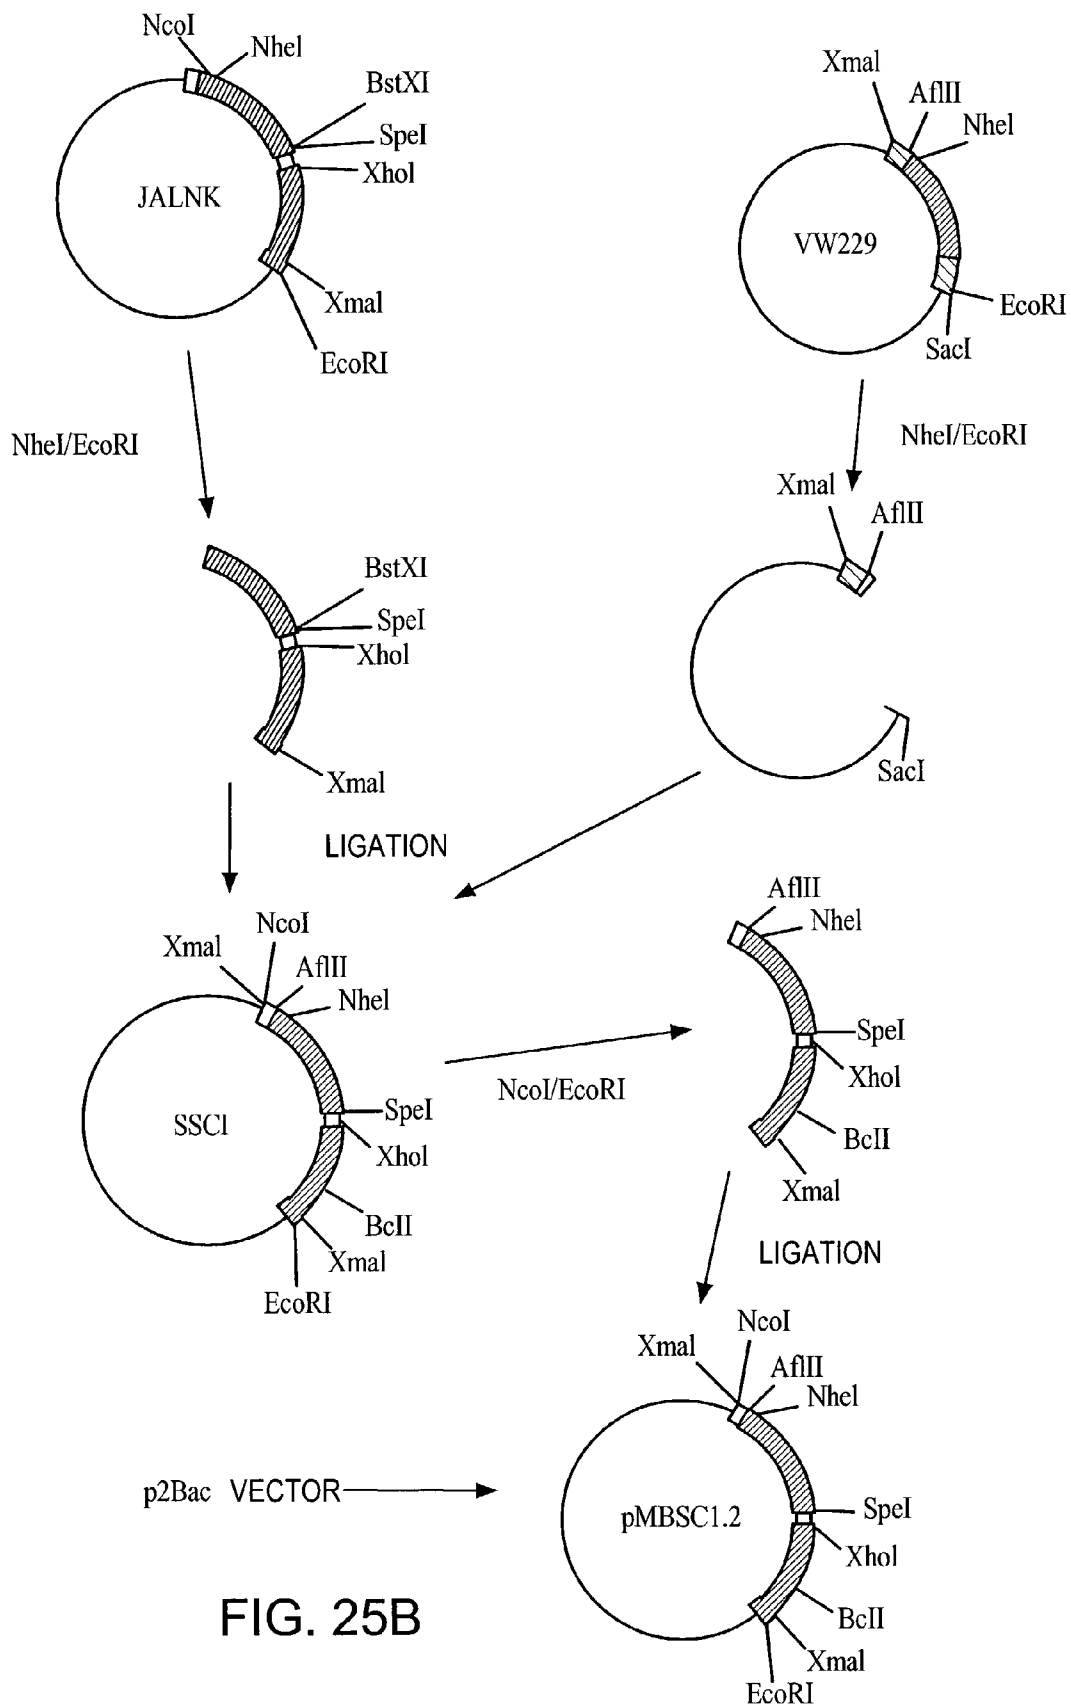 NcoI
NheI
BstXI
SpeI
XhoI
JALNK
XmaI
EcoRI
XmaI
AflII
NheI
VW229
EcoRI
SacI
NheI/EcoRI
NheI/EcoRI
BstXI
SpeI
XhoI
XmaI
XmaI
AflII
SacI
LIGATION
NcoI
XmaI
AflII
NheI
SSCI
SpeI
XhoI
BclI
XmaI
EcoRI
NcoI/EcoRI
AflII
NheI
SpeI
XhoI
BclI
XmaI
LIGATION
NcoI
XmaI
AflII
NheI
p2Bac VECTOR
pMBSC1.2
SpeI
XhoI
BclI
XmaI
EcoRI
FIG. 25B